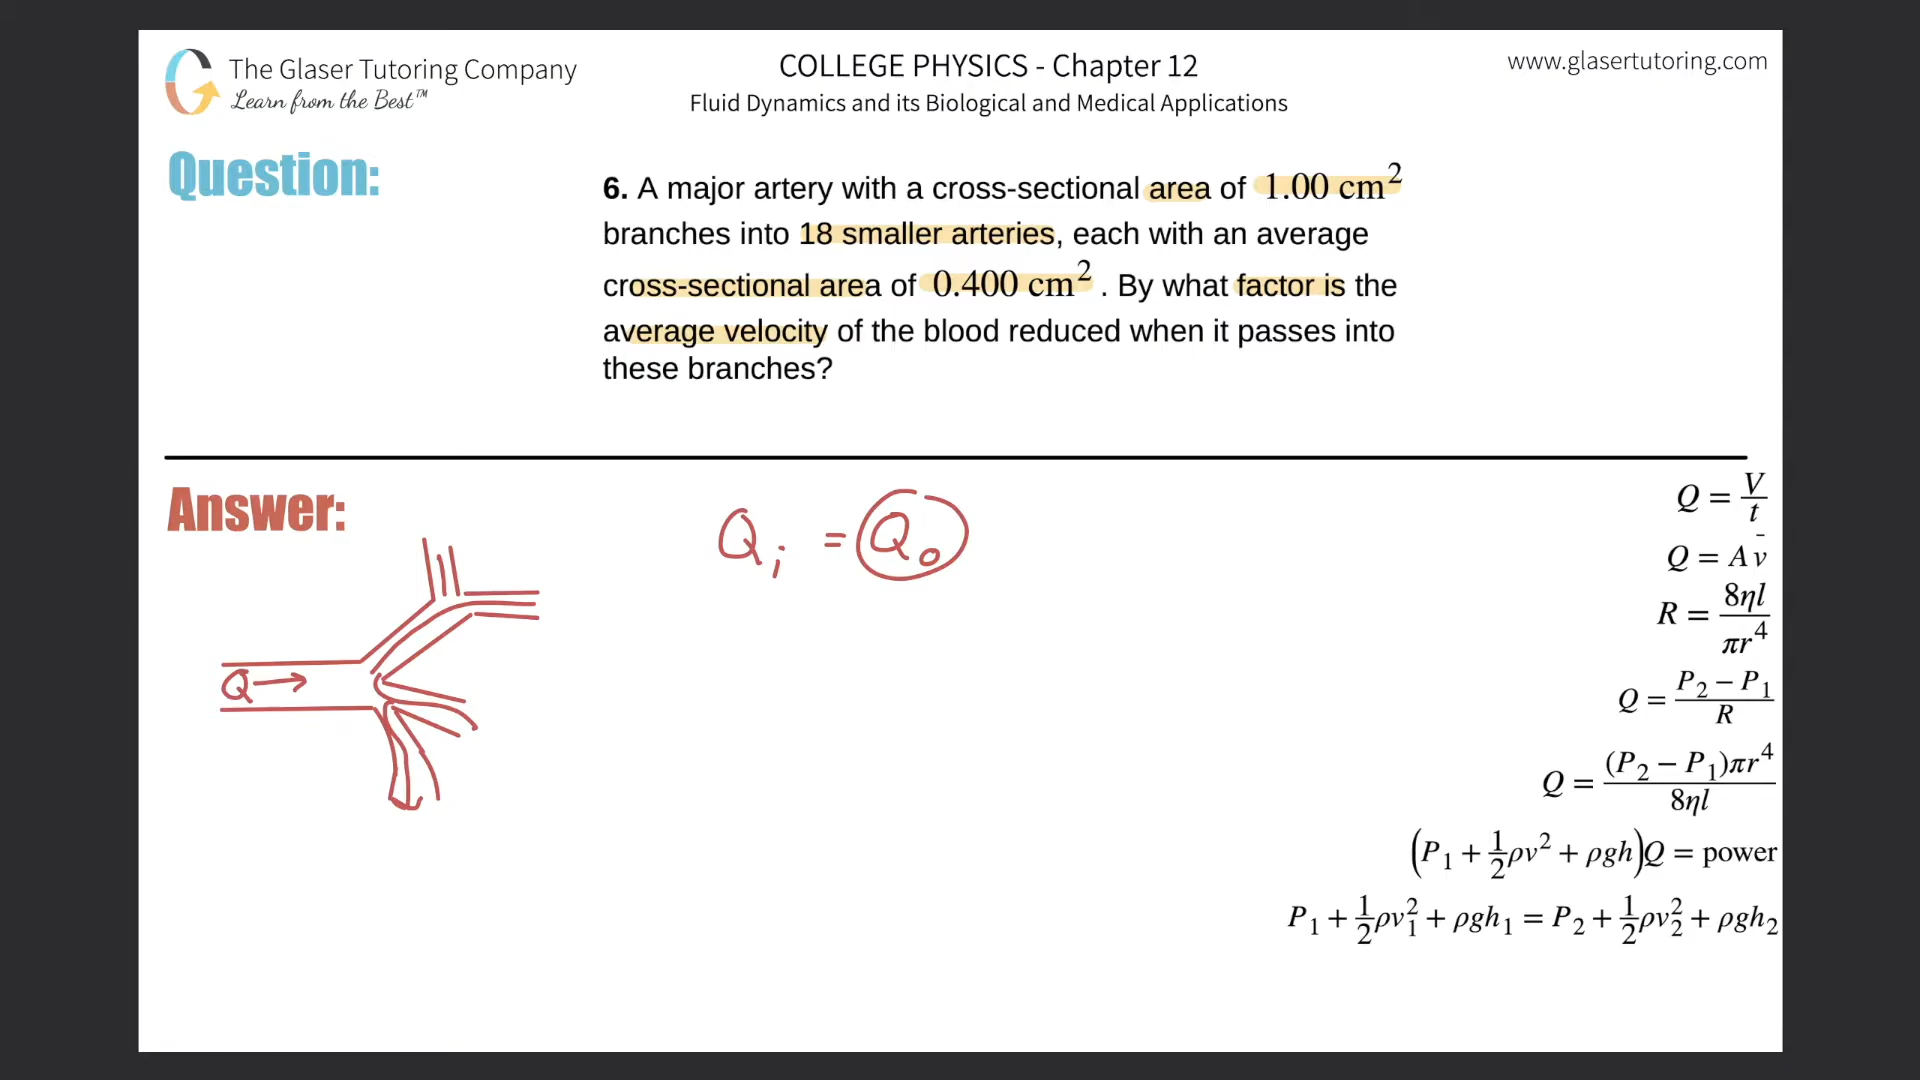 The Glaser Tutoring Company
Learn from the Best™
COLLEGE PHYSICS - Chapter 12
Fluid Dynamics and its Biological and Medical Applications
www.glasertutoring.com
Question:
6. A major artery with a cross-sectional area of 1.00 cm²
branches into 18 smaller arteries, each with an average
cross-sectional area of 0.400 cm² . By what factor is the
average velocity of the blood reduced when it passes into
these branches?
Answer:
Qᵢ = Qₒ
Q →
Q = V/t
Q = A v̄
R = 8ηl/πr⁴
Q = (P₂ − P₁)/R
Q = (P₂ − P₁)πr⁴/8ηl
(P₁ + ½ρv² + ρgh)Q = power
P₁ + ½ρv₁² + ρgh₁ = P₂ + ½ρv₂² + ρgh₂